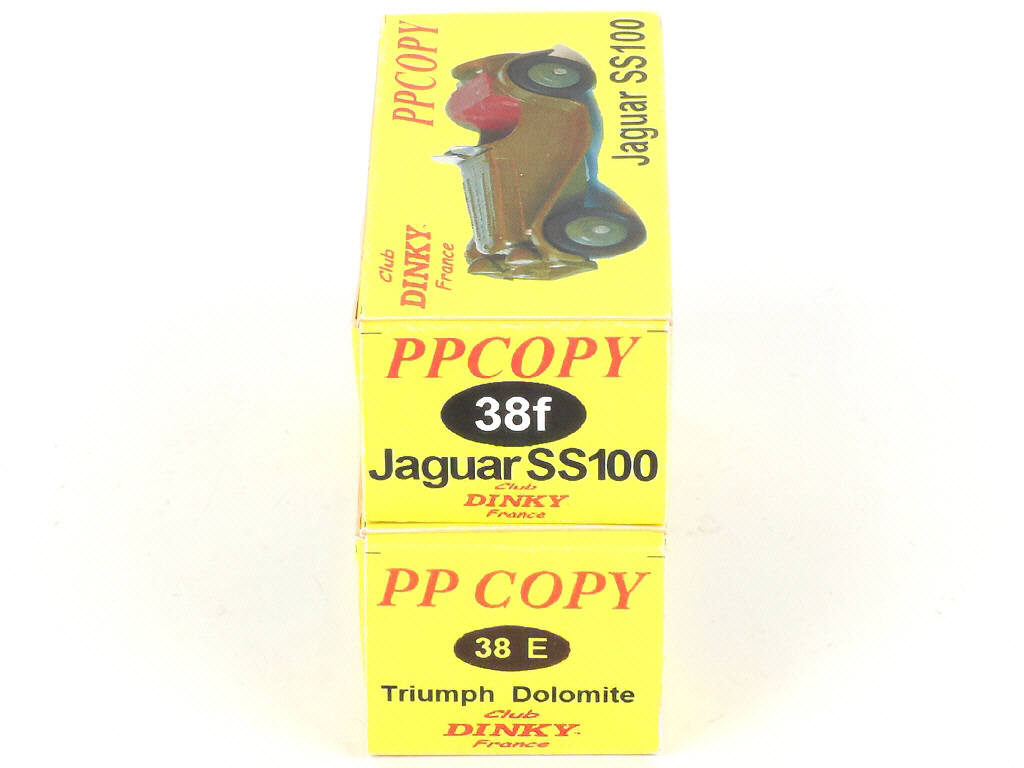 PPCOPY
Jaguar SS100
Club
DINKY
France
PPCOPY
38f
Jaguar SS100
Club
DINKY
France
PP COPY
38 E
Triumph Dolomite
Club
DINKY
France